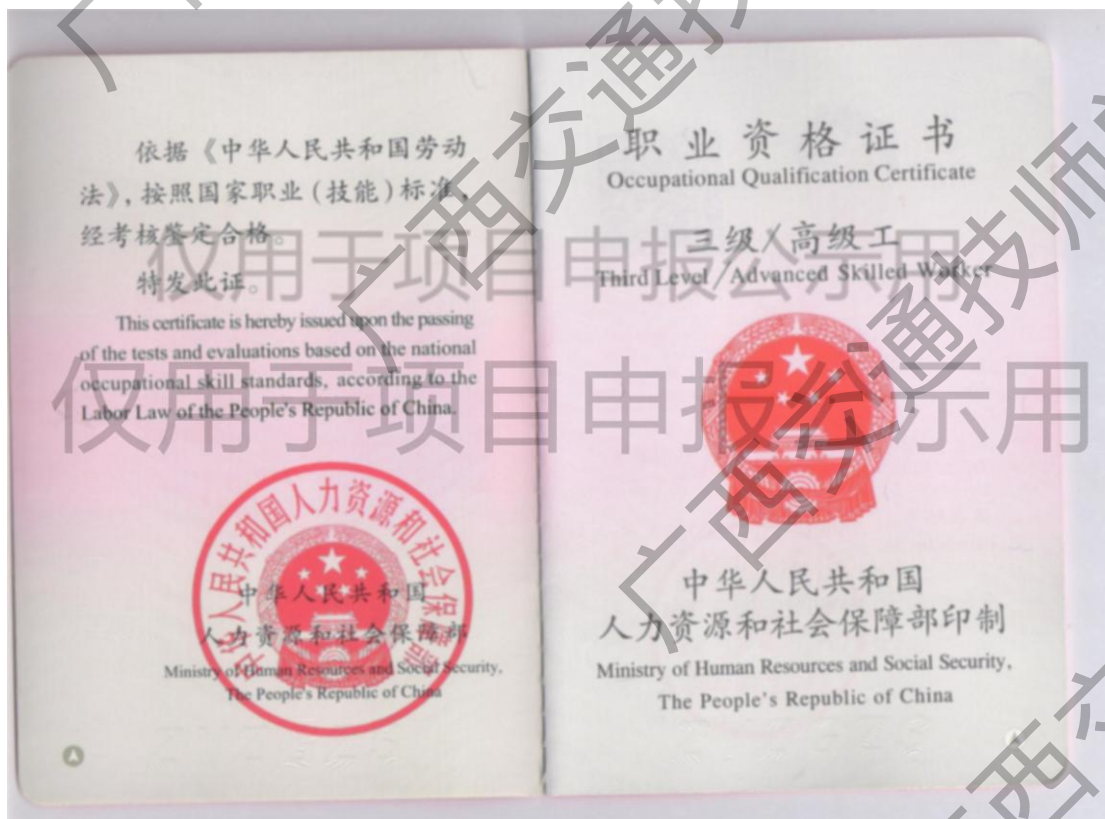 依据《中华人民共和国劳动
法》，按照国家职业（技能）标准，
经考核鉴定合格。
特发此证。
This certificate is hereby issued upon the passing
of the tests and evaluations based on the national
occupational skill standards, according to the
Labor Law of the People's Republic of China.
中华人民共和国人力资源和社会保障部
中华人民共和国
人力资源和社会保障部
Ministry of Human Resources and Social Security,
The People's Republic of China
职业资格证书
Occupational Qualification Certificate
三级/高级工
Third Level/Advanced Skilled Worker
中华人民共和国
人力资源和社会保障部印制
Ministry of Human Resources and Social Security,
The People's Republic of China
仅用于项目申报公示用
仅用于项目申报公示用
广西交通技师